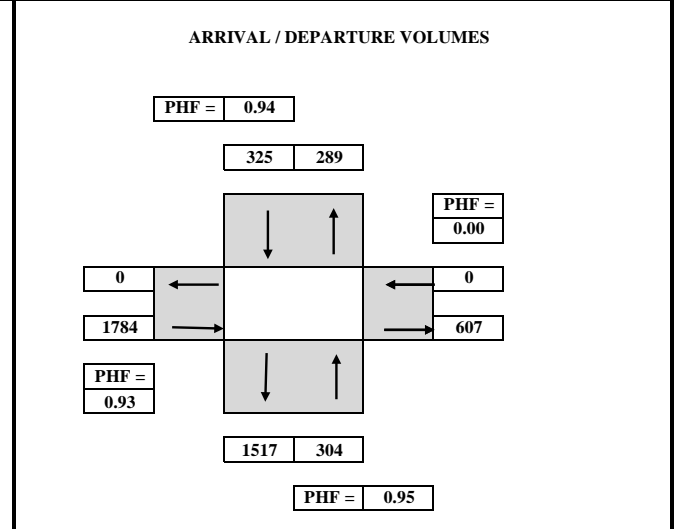 ARRIVAL / DEPARTURE VOLUMES
PHF = 0.94
325 289
PHF =
0.00
0 0
1784 607
PHF =
0.93
1517 304
PHF = 0.95